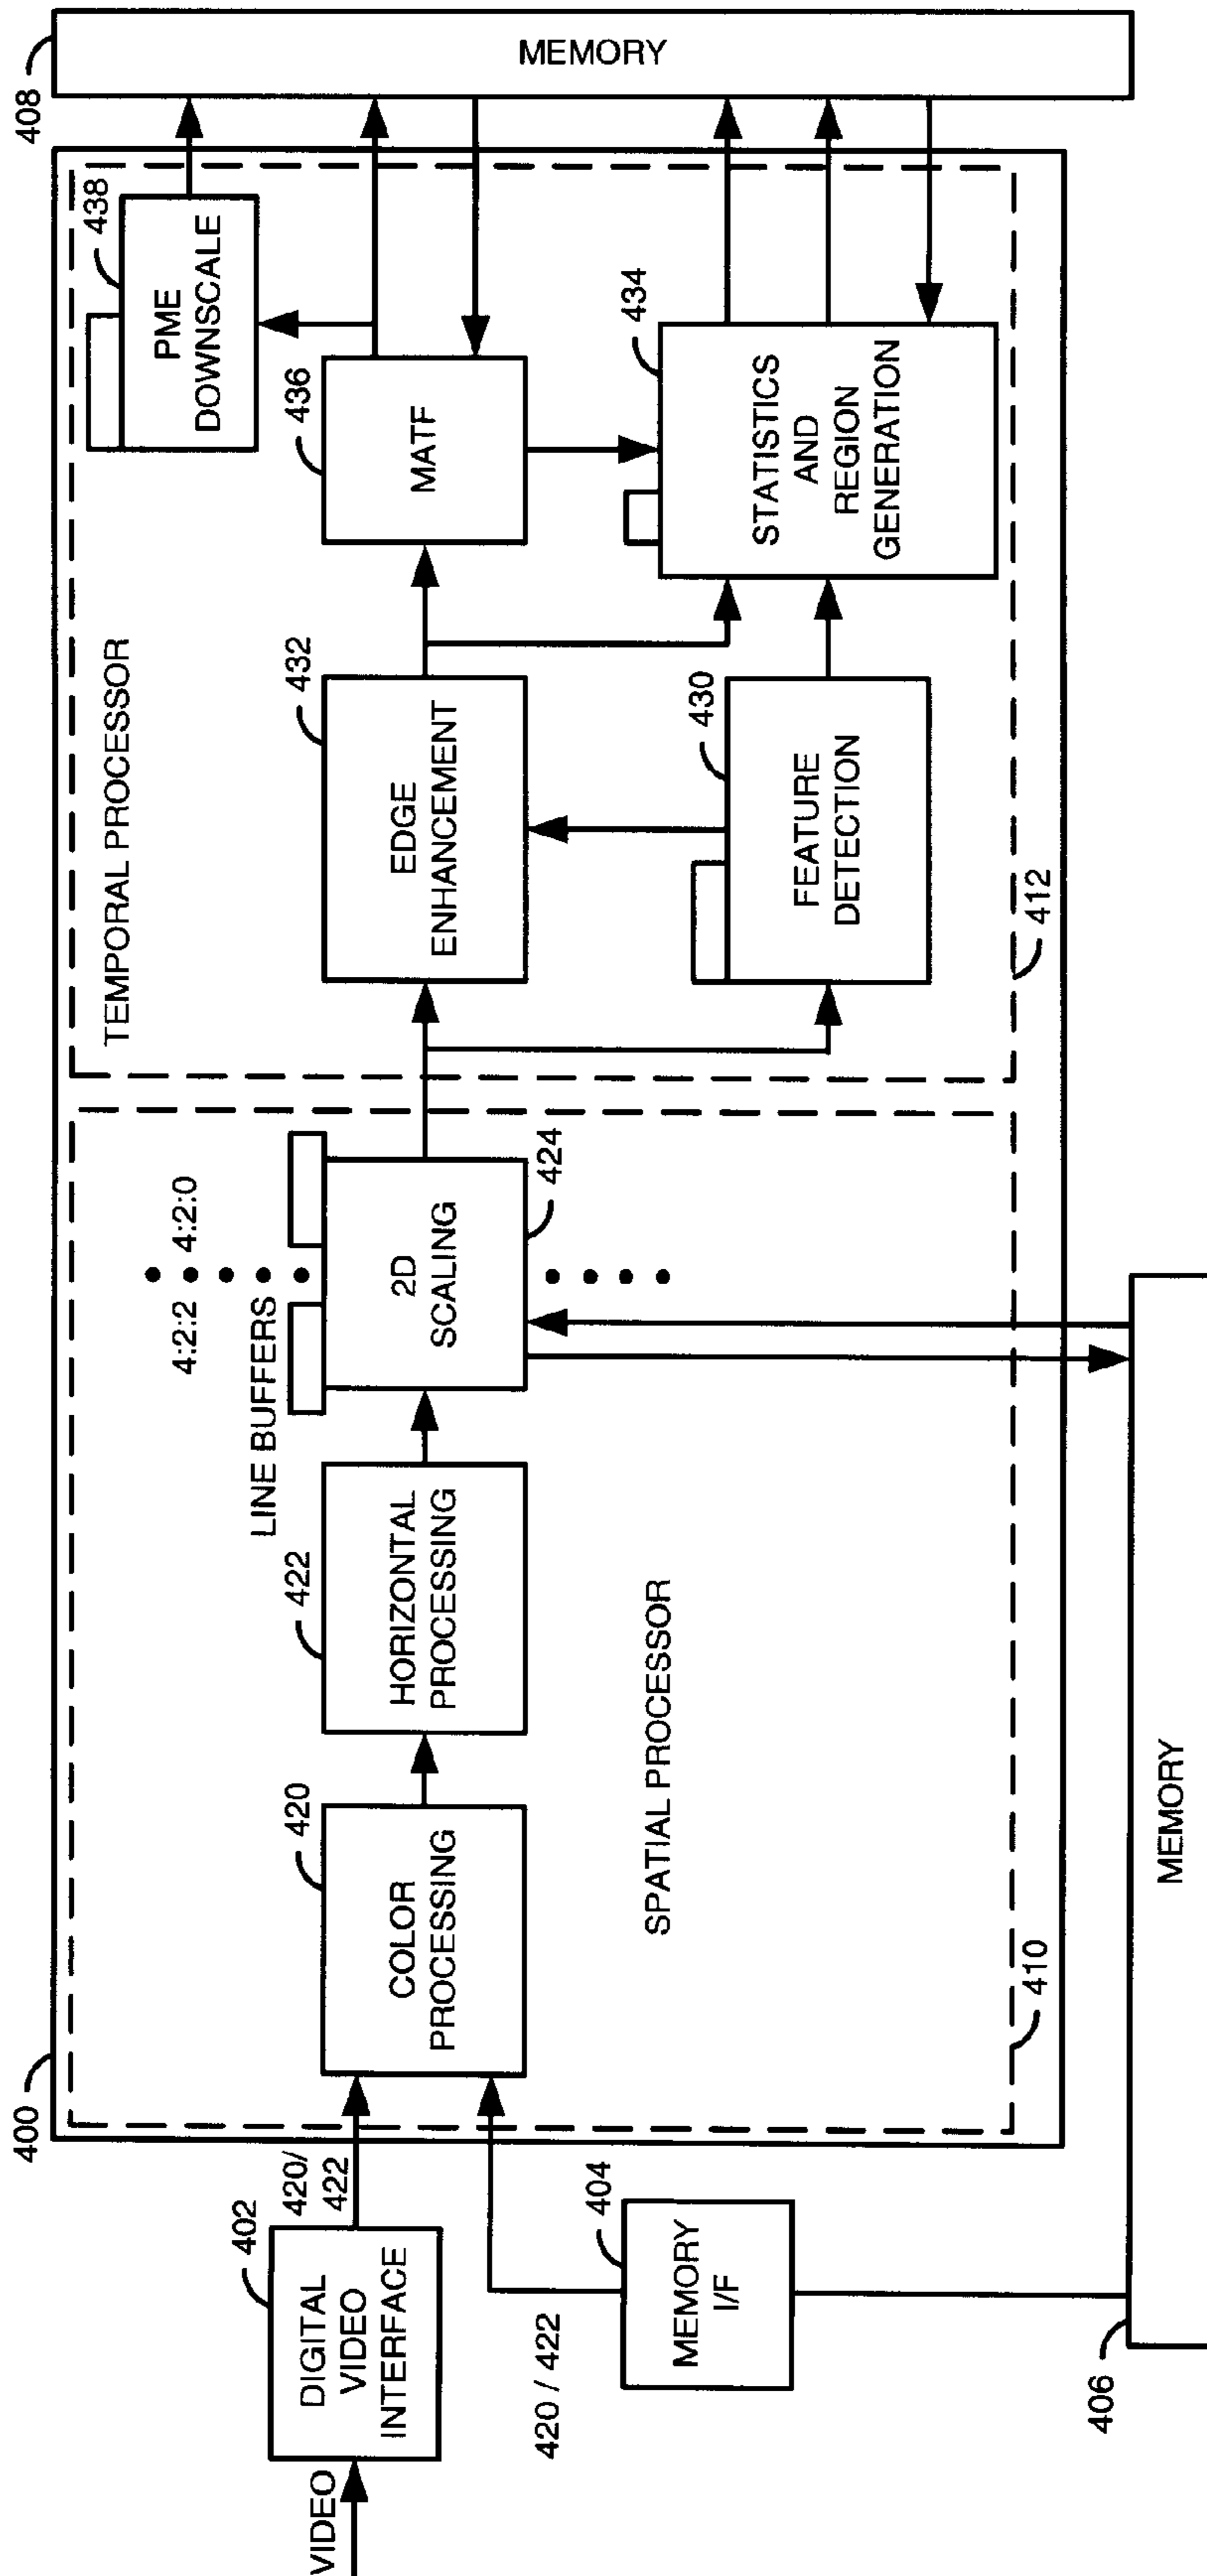 VIDEO
402
DIGITAL
VIDEO
INTERFACE
420/
422
404
MEMORY
I/F
420 / 422
406
MEMORY
400
410
SPATIAL PROCESSOR
420
COLOR
PROCESSING
422
HORIZONTAL
PROCESSING
LINE BUFFERS
4:2:2
4:2:0
2D
SCALING
424
412
TEMPORAL PROCESSOR
432
EDGE
ENHANCEMENT
430
FEATURE
DETECTION
436
MATF
434
STATISTICS
AND
REGION
GENERATION
438
PME
DOWNSCALE
408
MEMORY